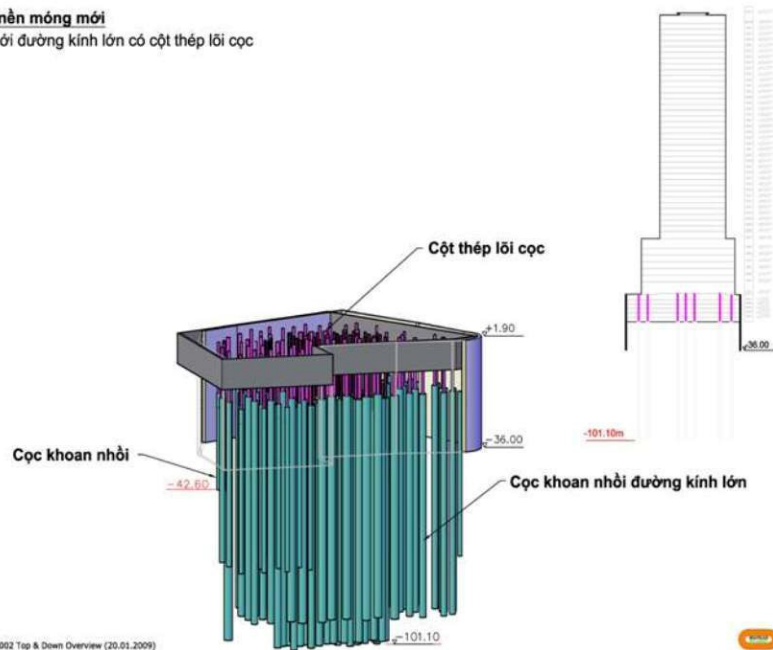 nền móng mới
ới đường kính lớn có cột thép lõi cọc
Cột thép lõi cọc
+1.90
-36.00
-101.10m
Cọc khoan nhồi
-36.00
-42.60
Cọc khoan nhồi đường kính lớn
-101.10
002 Top & Down Overview (20.01.2009)